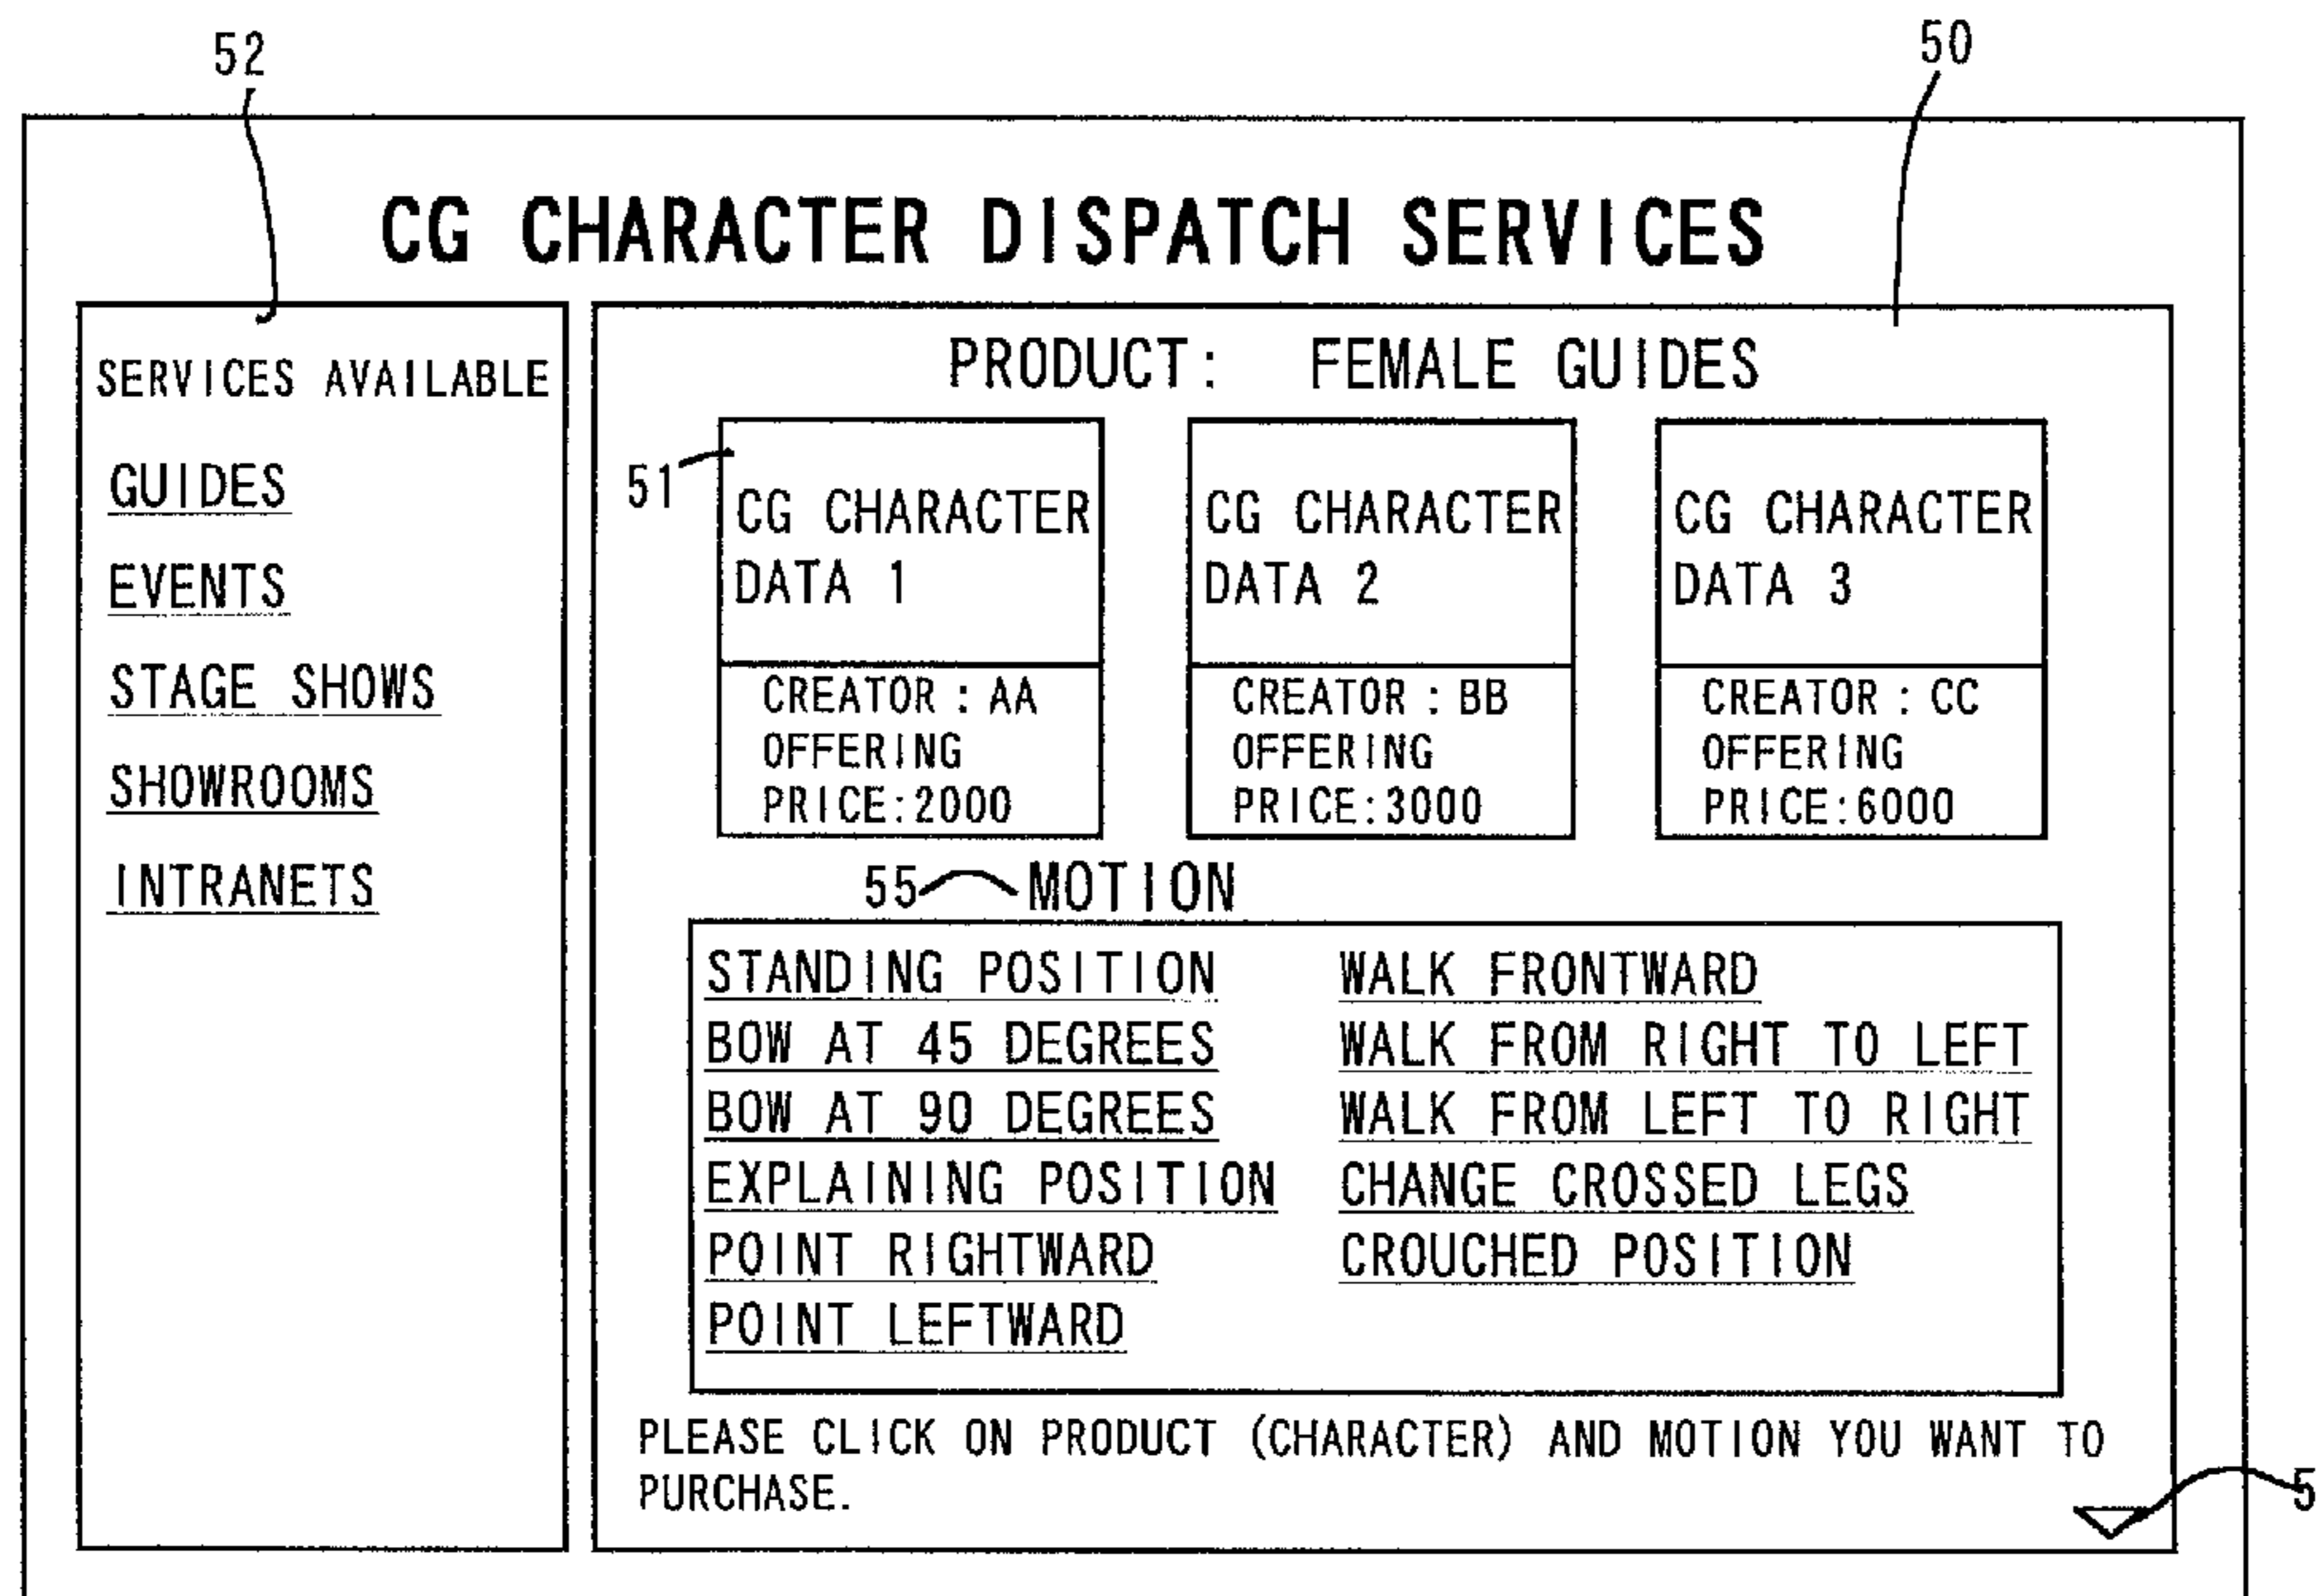 52
50
CG CHARACTER DISPATCH SERVICES
SERVICES AVAILABLE
GUIDES
EVENTS
STAGE SHOWS
SHOWROOMS
INTRANETS
PRODUCT: FEMALE GUIDES
51
CG CHARACTER
DATA 1
CREATOR : AA
OFFERING
PRICE:2000
CG CHARACTER
DATA 2
CREATOR : BB
OFFERING
PRICE:3000
CG CHARACTER
DATA 3
CREATOR : CC
OFFERING
PRICE:6000
55 MOTION
STANDING POSITION
BOW AT 45 DEGREES
BOW AT 90 DEGREES
EXPLAINING POSITION
POINT RIGHTWARD
POINT LEFTWARD
WALK FRONTWARD
WALK FROM RIGHT TO LEFT
WALK FROM LEFT TO RIGHT
CHANGE CROSSED LEGS
CROUCHED POSITION
PLEASE CLICK ON PRODUCT (CHARACTER) AND MOTION YOU WANT TO
PURCHASE.
5